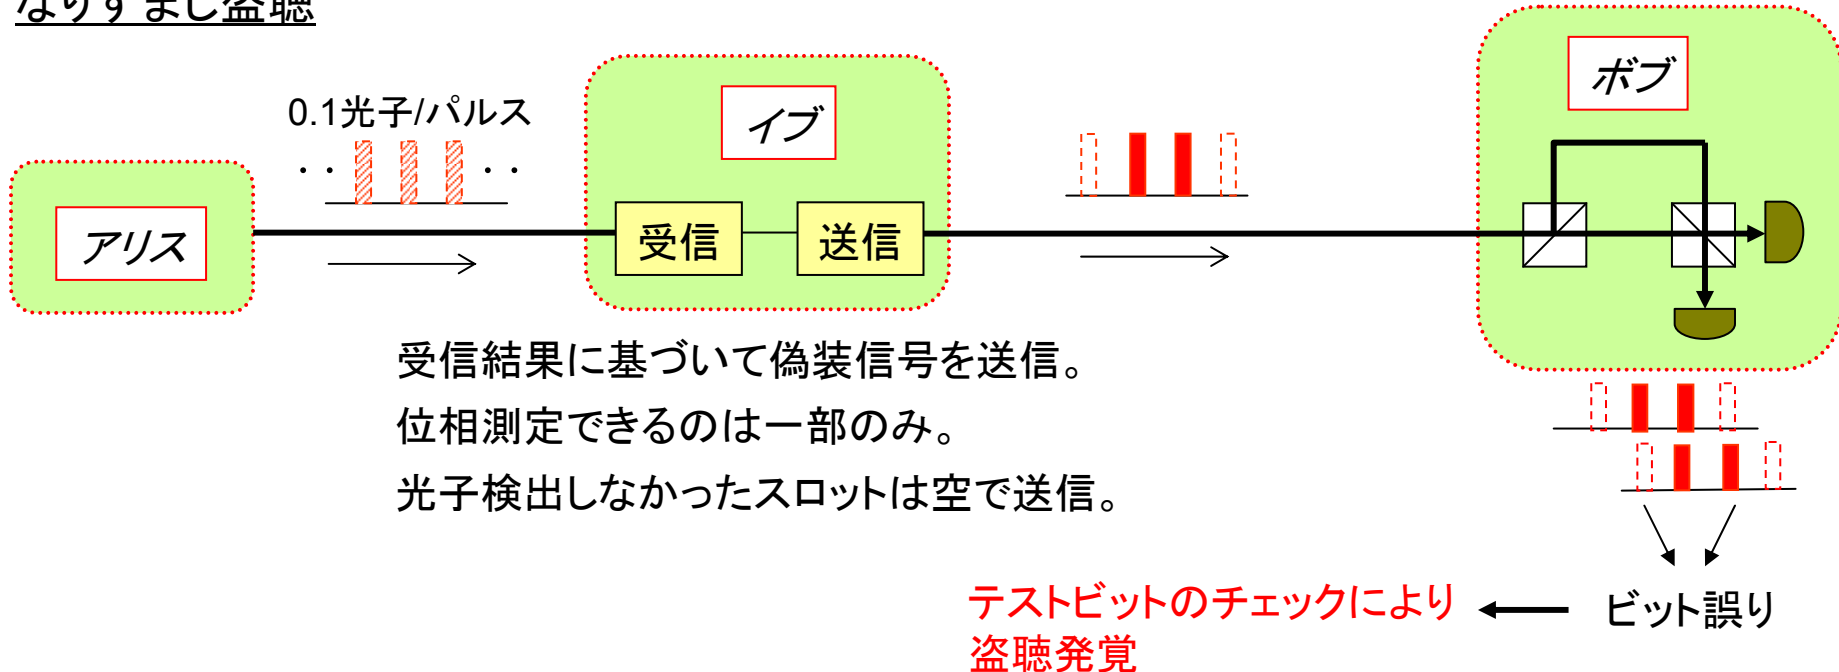 なりすまし盗聴
0.1光子/パルス
・・
・・
アリス
イブ
受信
送信
ボブ
受信結果に基づいて偽装信号を送信。
位相測定できるのは一部のみ。
光子検出しなかったスロットは空で送信。
テストビットのチェックにより
盗聴発覚
ビット誤り